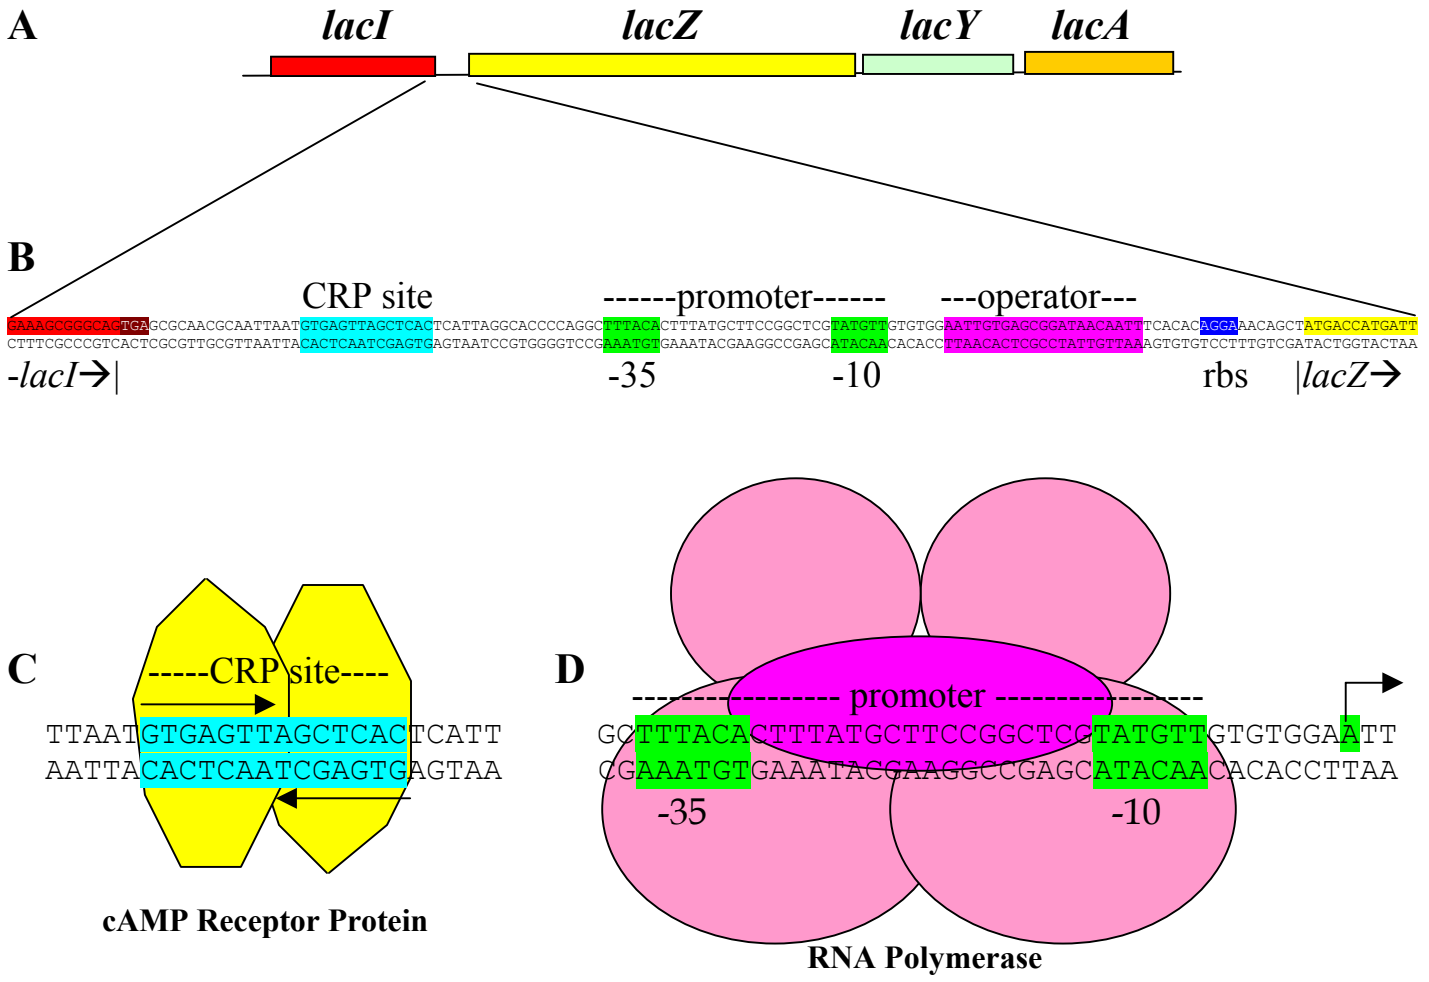 A
lacI lacZ lacY lacA
B
CRP site ------promoter------ ---operator---
GAAAGCGGGCAGTGAGCGCAACGCAATTAATGTGAGTTAGCTCACTCATTAGGCACCCCAGGCTTTACACTTTATGCTTCCGGCTCGTATGTTGTGTGGAATTGTGAGCGGATAACAATTTCACACAGGAAACAGCTATGACCATGATT
CTTTCGCCCGTCACTCGCGTTGCGTTAATTACACTCAATCGAGTGAGTAATCCGTGGGGTCCGAAATGTGAAATACGAAGGCCGAGCATACAACACACCTTAACACTCGCCTATTGTTAAAGTGTGTCCTTTGTCGATACTGGTACTAA
-lacI→| -35 -10 rbs |lacZ→
C
-----CRP site----
TTAATGTGAGTTAGCTCACTCATT
AATTACACTCAATCGAGTGAGTAA
cAMP Receptor Protein
D
-------------- promoter --------------
GCTTTACACTTTATGCTTCCGGCTCGTATGTTGTGTGGAATT
CGAAATGTGAAATACGAAGGCCGAGCATACAACACACCTTAA
-35 -10
RNA Polymerase